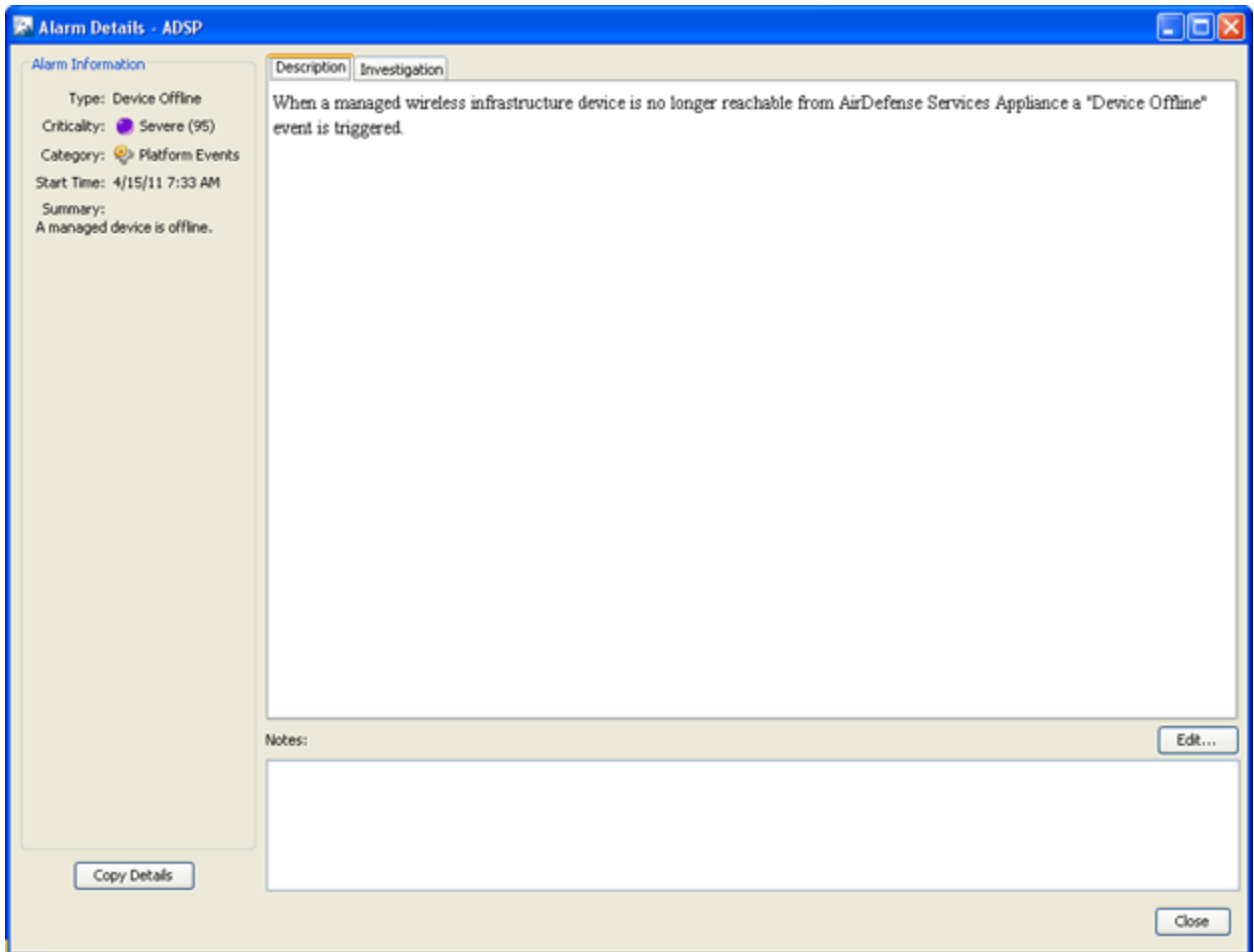 Alarm Details - ADSP
Alarm Information
Type: Device Offline
Criticality: Severe (95)
Category: Platform Events
Start Time: 4/15/11 7:33 AM
Summary:
A managed device is offline.
Copy Details
Description
Investigation
When a managed wireless infrastructure device is no longer reachable from AirDefense Services Appliance a "Device Offline"
event is triggered.
Notes:
Edit...
Close